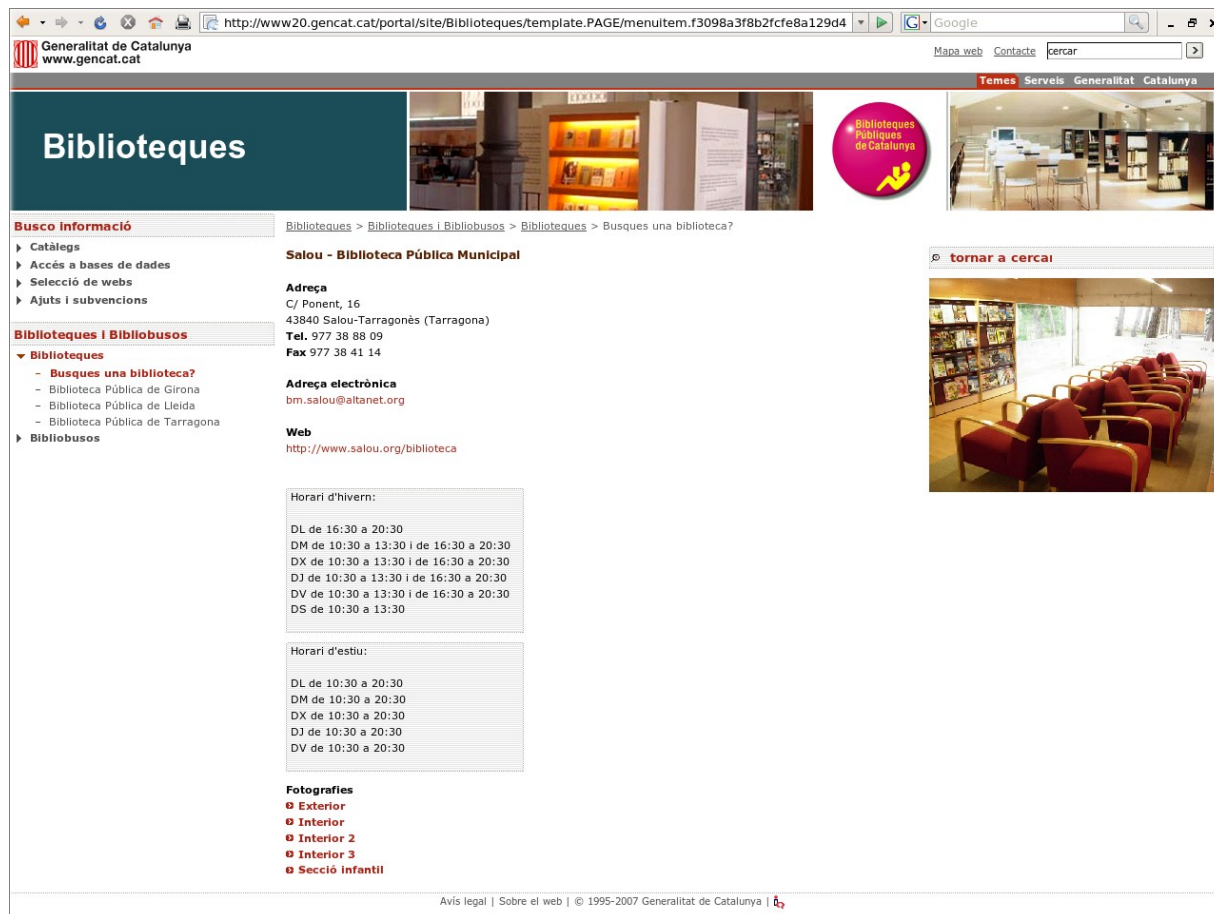 http://www20.gencat.cat/portal/site/Biblioteques/template.PAGE/menuitem.f3098a3f8b2fcfe8a129d4
Google
Generalitat de Catalunya
www.gencat.cat
Mapa web Contacte cercar
Temes Serveis Generalitat Catalunya
Biblioteques
Biblioteques
Públiques
de Catalunya
Busco informació
Catàlegs
Accés a bases de dades
Selecció de webs
Ajuts i subvencions
Biblioteques i Bibliobusos
Biblioteques
– Busques una biblioteca?
– Biblioteca Pública de Girona
– Biblioteca Pública de Lleida
– Biblioteca Pública de Tarragona
Bibliobusos
Biblioteques > Biblioteques i Bibliobusos > Biblioteques > Busques una biblioteca?
Salou - Biblioteca Pública Municipal
Adreça
C/ Ponent, 16
43840 Salou-Tarragonès (Tarragona)
Tel. 977 38 88 09
Fax 977 38 41 14
Adreça electrònica
bm.salou@altanet.org
Web
http://www.salou.org/biblioteca
Horari d'hivern:
DL de 16:30 a 20:30
DM de 10:30 a 13:30 i de 16:30 a 20:30
DX de 10:30 a 13:30 i de 16:30 a 20:30
DJ de 10:30 a 13:30 i de 16:30 a 20:30
DV de 10:30 a 13:30 i de 16:30 a 20:30
DS de 10:30 a 13:30
Horari d'estiu:
DL de 10:30 a 20:30
DM de 10:30 a 20:30
DX de 10:30 a 20:30
DJ de 10:30 a 20:30
DV de 10:30 a 20:30
Fotografies
Exterior
Interior
Interior 2
Interior 3
Secció infantil
tornar a cercar
Avís legal | Sobre el web | © 1995-2007 Generalitat de Catalunya |